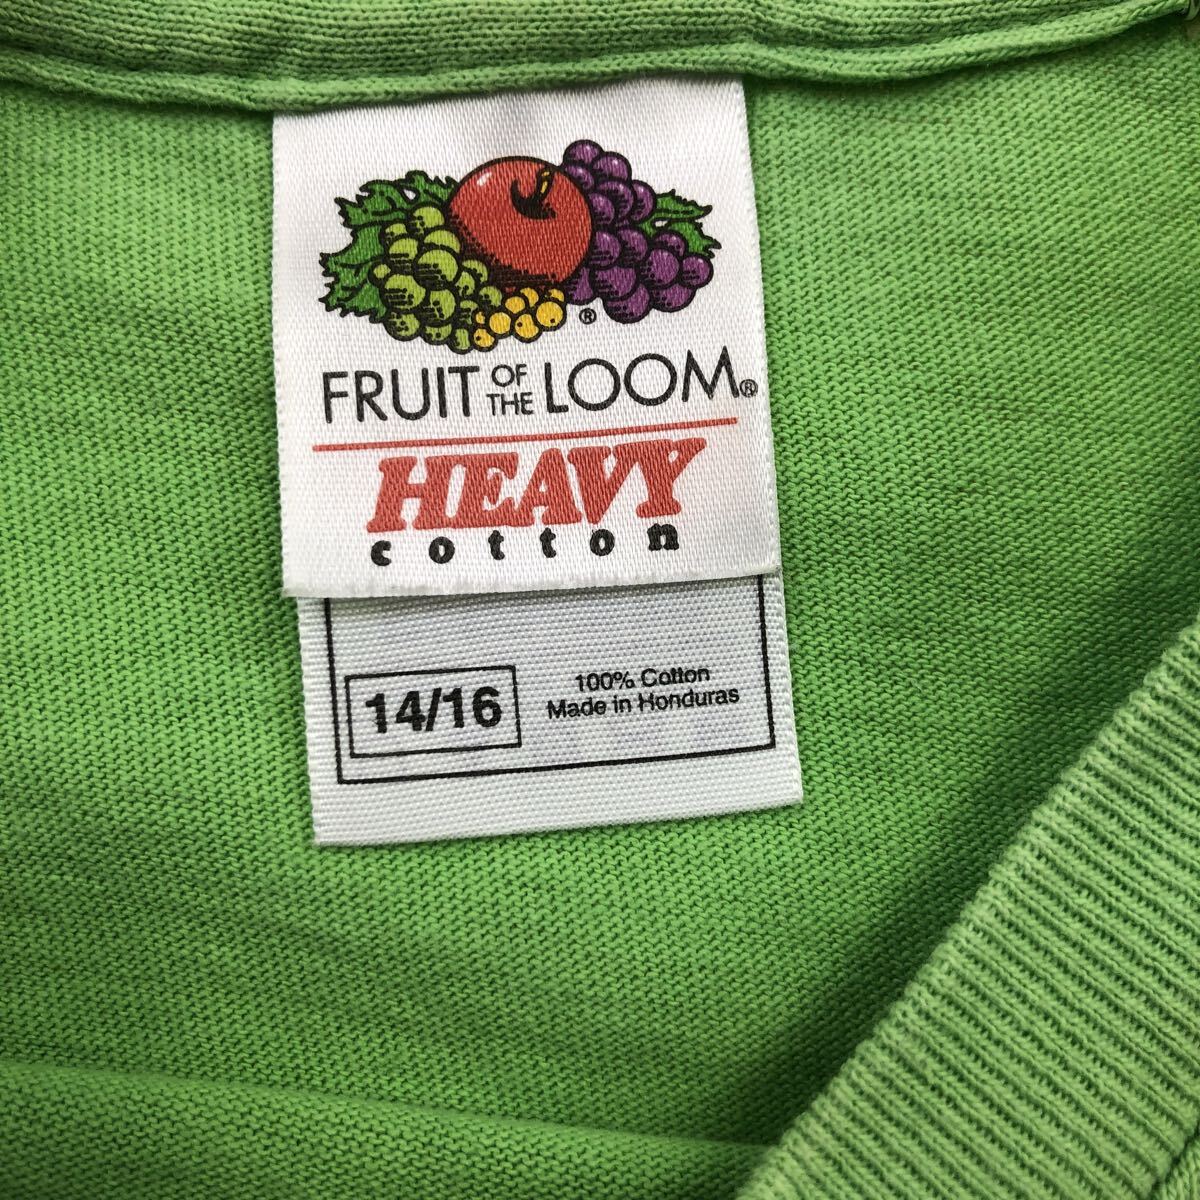 ®
FRUIT OF THE LOOM®
HEAVY
cotton
14/16
100% Cotton
Made in Honduras